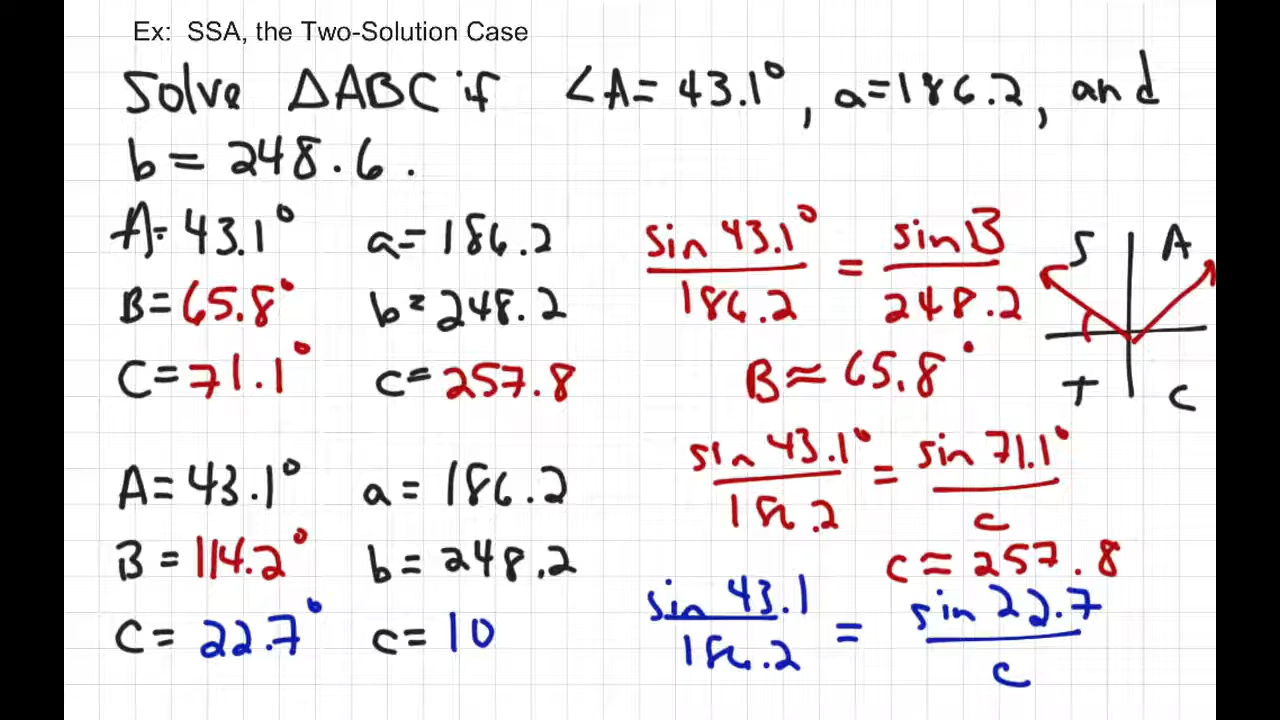 Ex: SSA, the Two-Solution Case
Solve △ABC if ∠A = 43.1°, a = 186.2, and
b = 248.6.
A = 43.1° a = 186.2
B = 65.8° b = 248.2
C = 71.1° c = 257.8
sin 43.1° / 186.2 = sin B / 248.2
B ≈ 65.8°
S A
T C
sin 43.1° / 186.2 = sin 71.1° / c
c ≈ 257.8
A = 43.1° a = 186.2
B = 114.2° b = 248.2
C = 22.7° c = 10
sin 43.1 / 186.2 = sin 22.7 / c